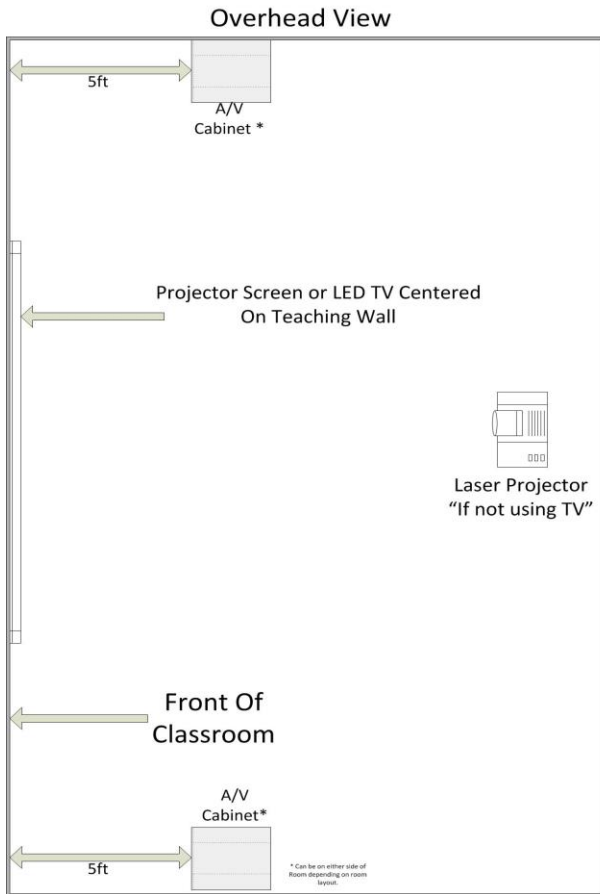 Overhead View
5ft
A/V
Cabinet *
Projector Screen or LED TV Centered
On Teaching Wall
Laser Projector
“If not using TV”
Front Of
Classroom
A/V
Cabinet*
5ft
* Can be on either side of
Room depending on room
layout.